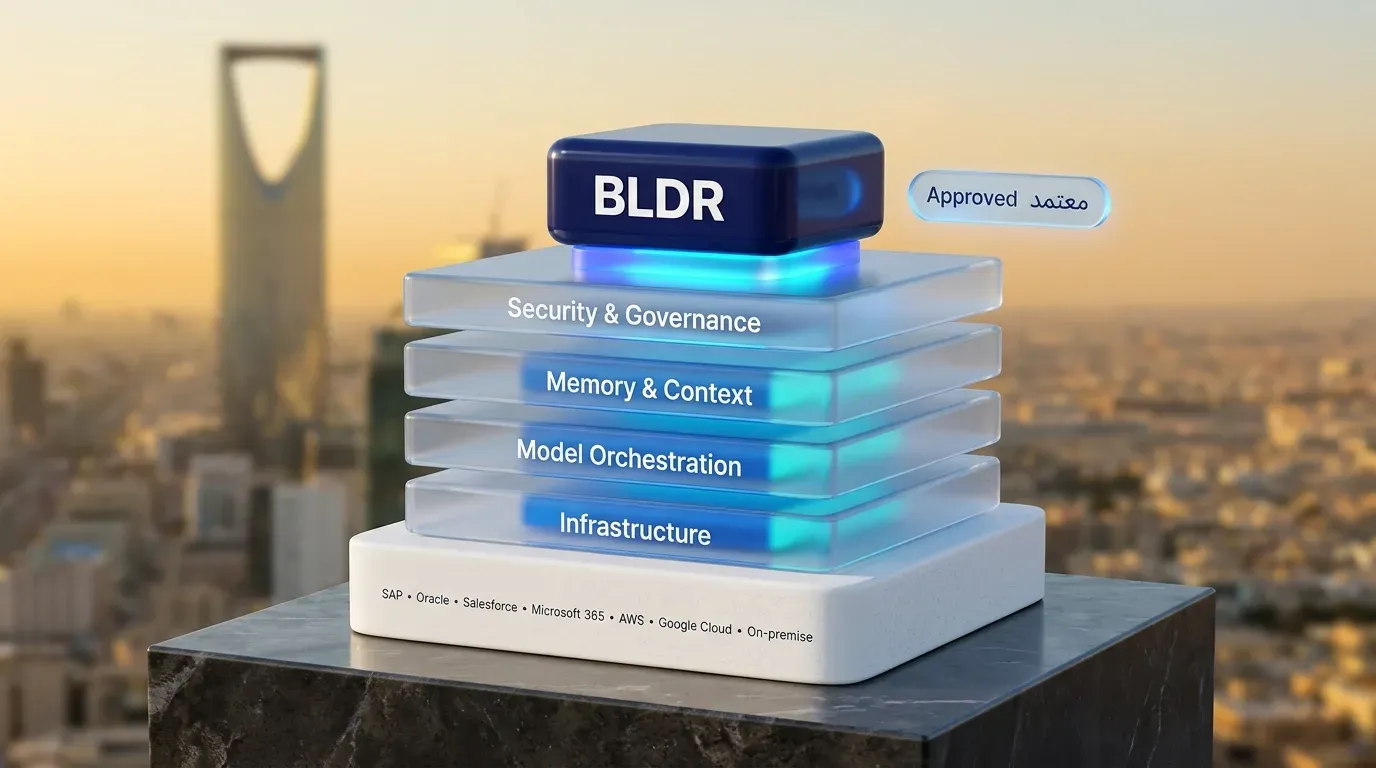 BLDR
Approved معتمد
Security & Governance
Memory & Context
Model Orchestration
Infrastructure
SAP • Oracle • Salesforce • Microsoft 365 • AWS • Google Cloud • On-premise